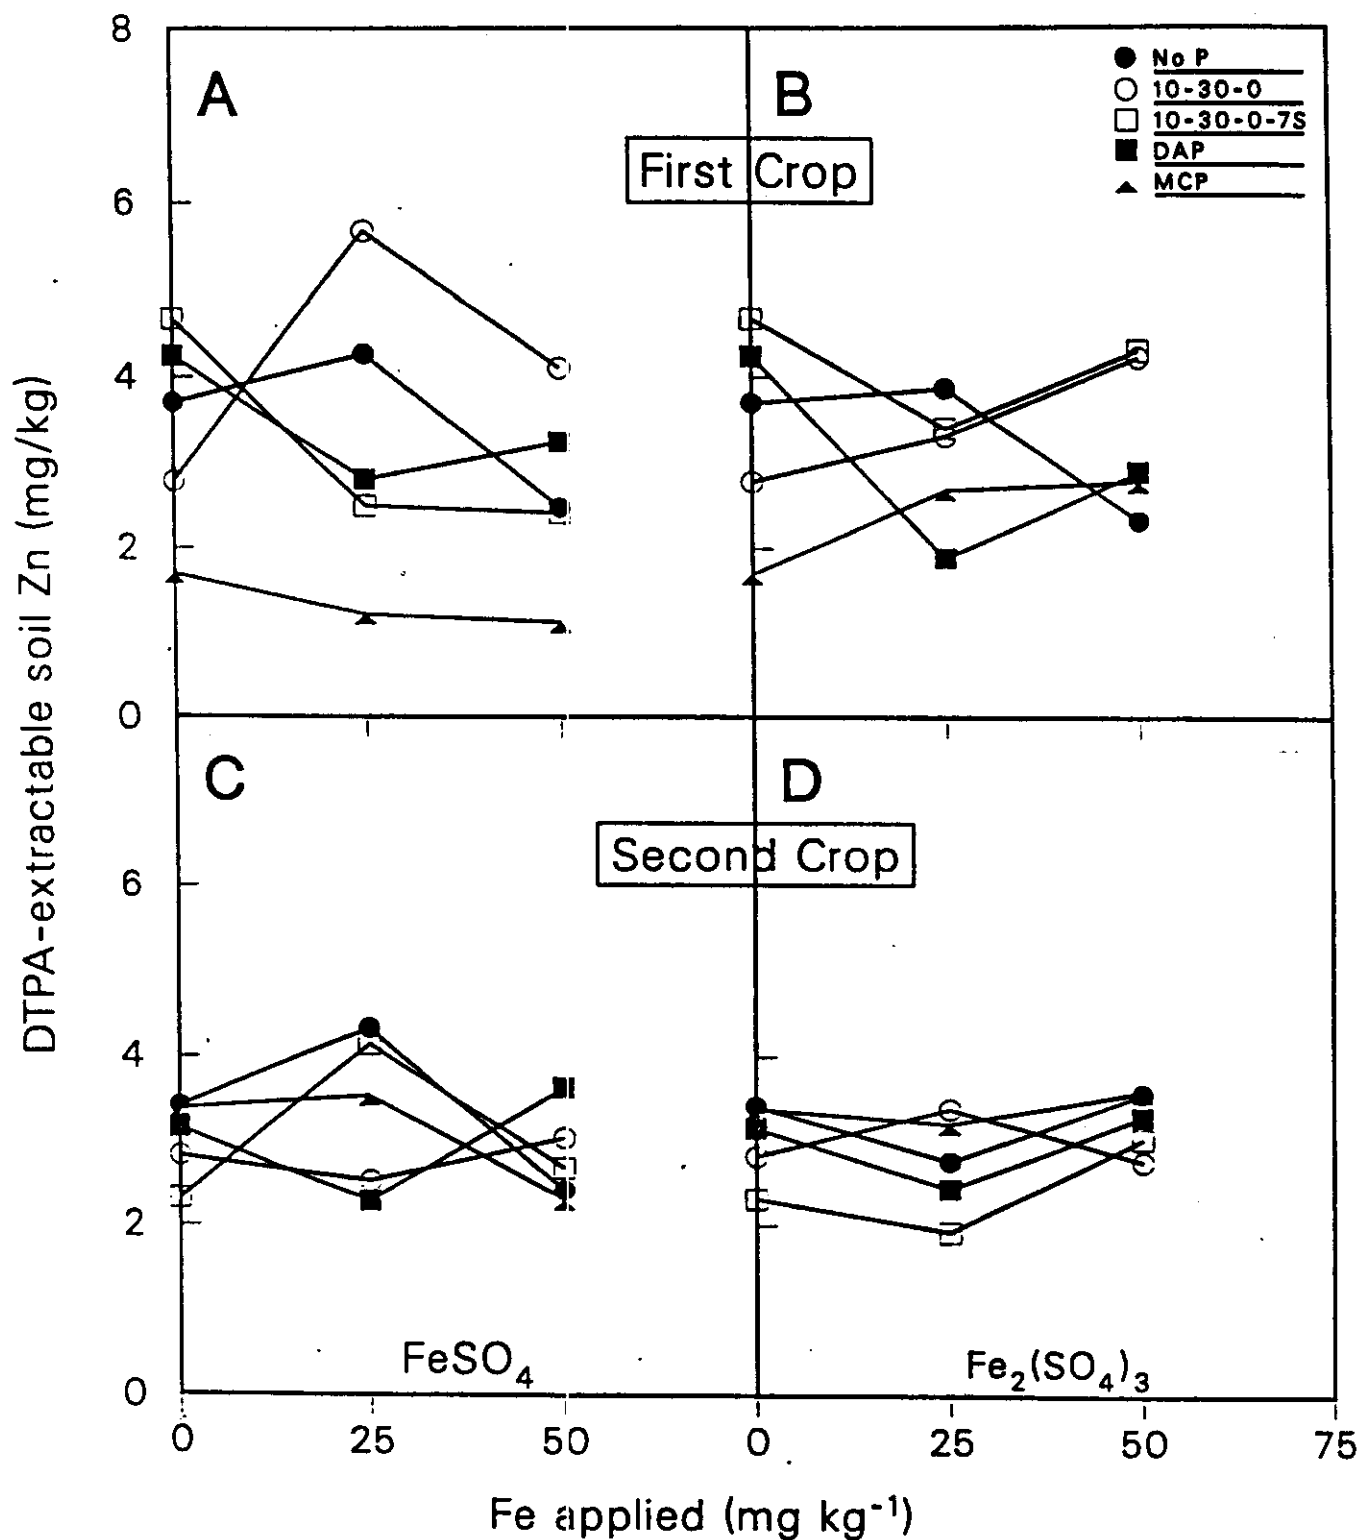 8
A
B
No P
10-30-0
10-30-0-7S
DAP
MCP
First Crop
6
4
2
0
DTPA-extractable soil Zn (mg/kg)
C
D
Second Crop
6
4
2
0
FeSO₄
Fe₂(SO₄)₃
0 25 50 0 25 50 75
Fe applied (mg kg⁻¹)